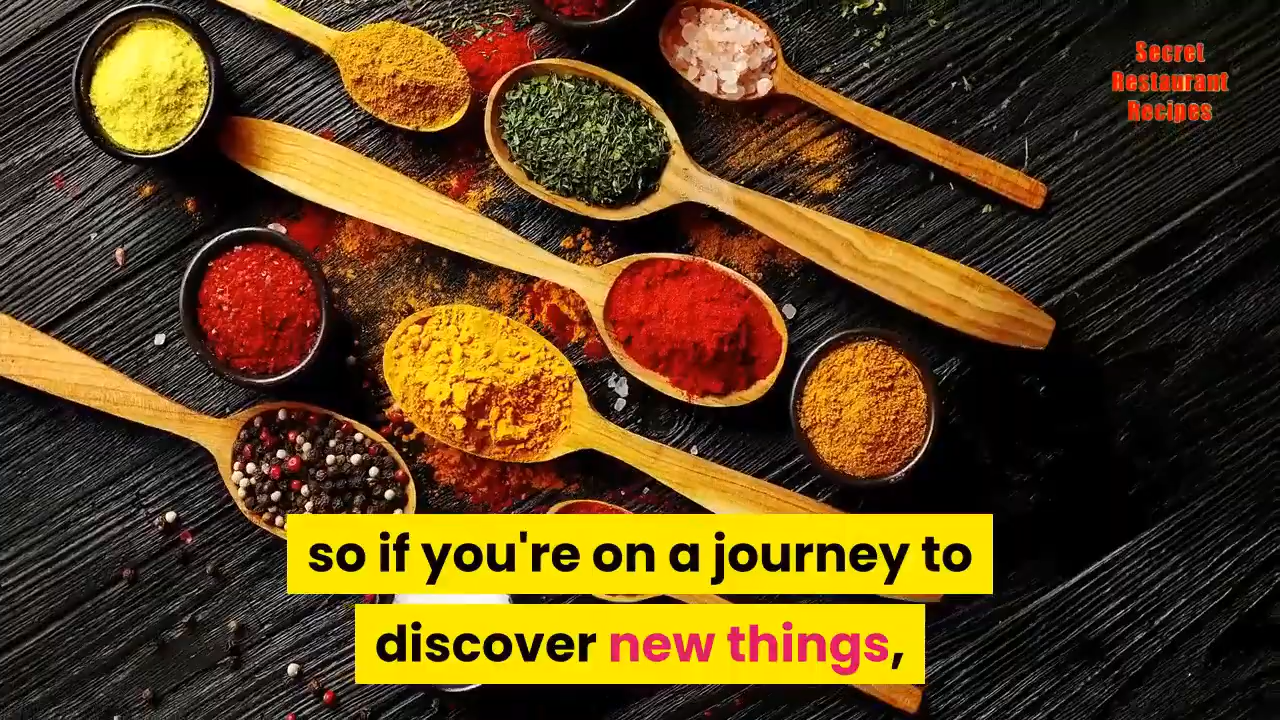 Secret
Restaurant
Recipes
so if you're on a journey to
discover new things,